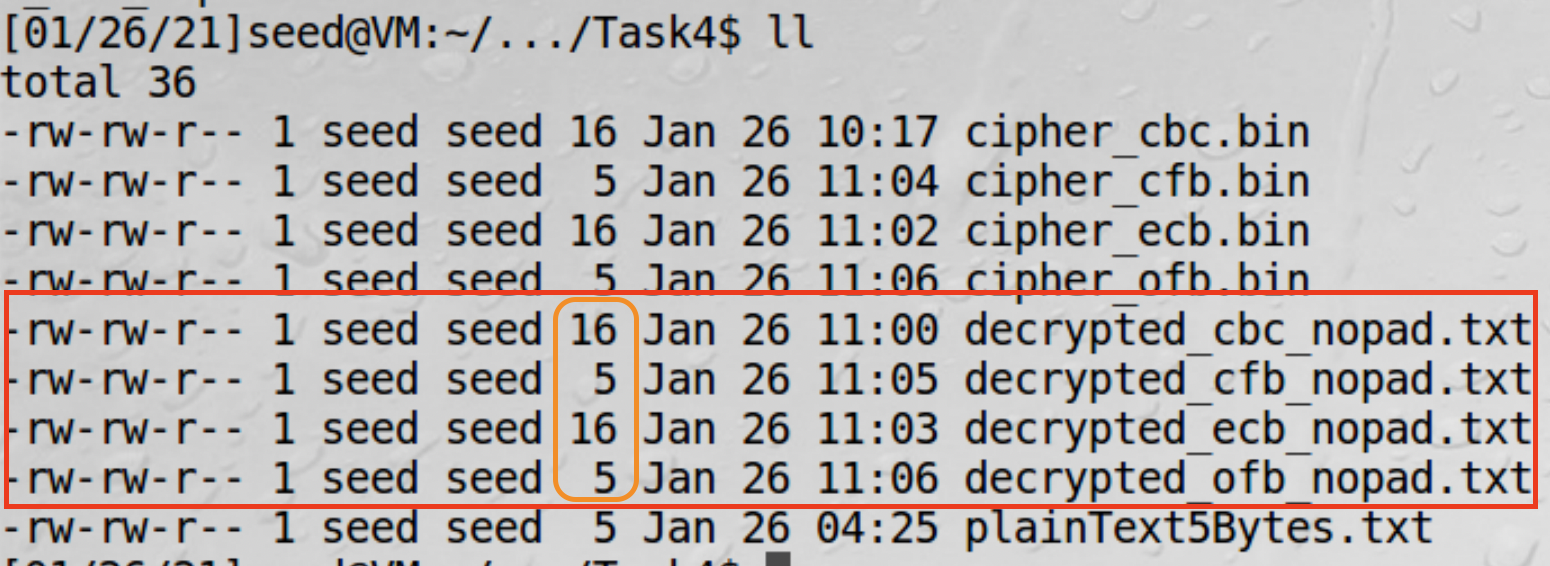 [01/26/21]seed@VM:~/.../Task4$ ll
total 36
-rw-rw-r-- 1 seed seed 16 Jan 26 10:17 cipher_cbc.bin
-rw-rw-r-- 1 seed seed  5 Jan 26 11:04 cipher_cfb.bin
-rw-rw-r-- 1 seed seed 16 Jan 26 11:02 cipher_ecb.bin
-rw-rw-r-- 1 seed seed  5 Jan 26 11:06 cipher_ofb.bin
-rw-rw-r-- 1 seed seed 16 Jan 26 11:00 decrypted_cbc_nopad.txt
-rw-rw-r-- 1 seed seed  5 Jan 26 11:05 decrypted_cfb_nopad.txt
-rw-rw-r-- 1 seed seed 16 Jan 26 11:03 decrypted_ecb_nopad.txt
-rw-rw-r-- 1 seed seed  5 Jan 26 11:06 decrypted_ofb_nopad.txt
-rw-rw-r-- 1 seed seed  5 Jan 26 04:25 plainText5Bytes.txt
[01/26/21]seed@VM:~/.../Task4$